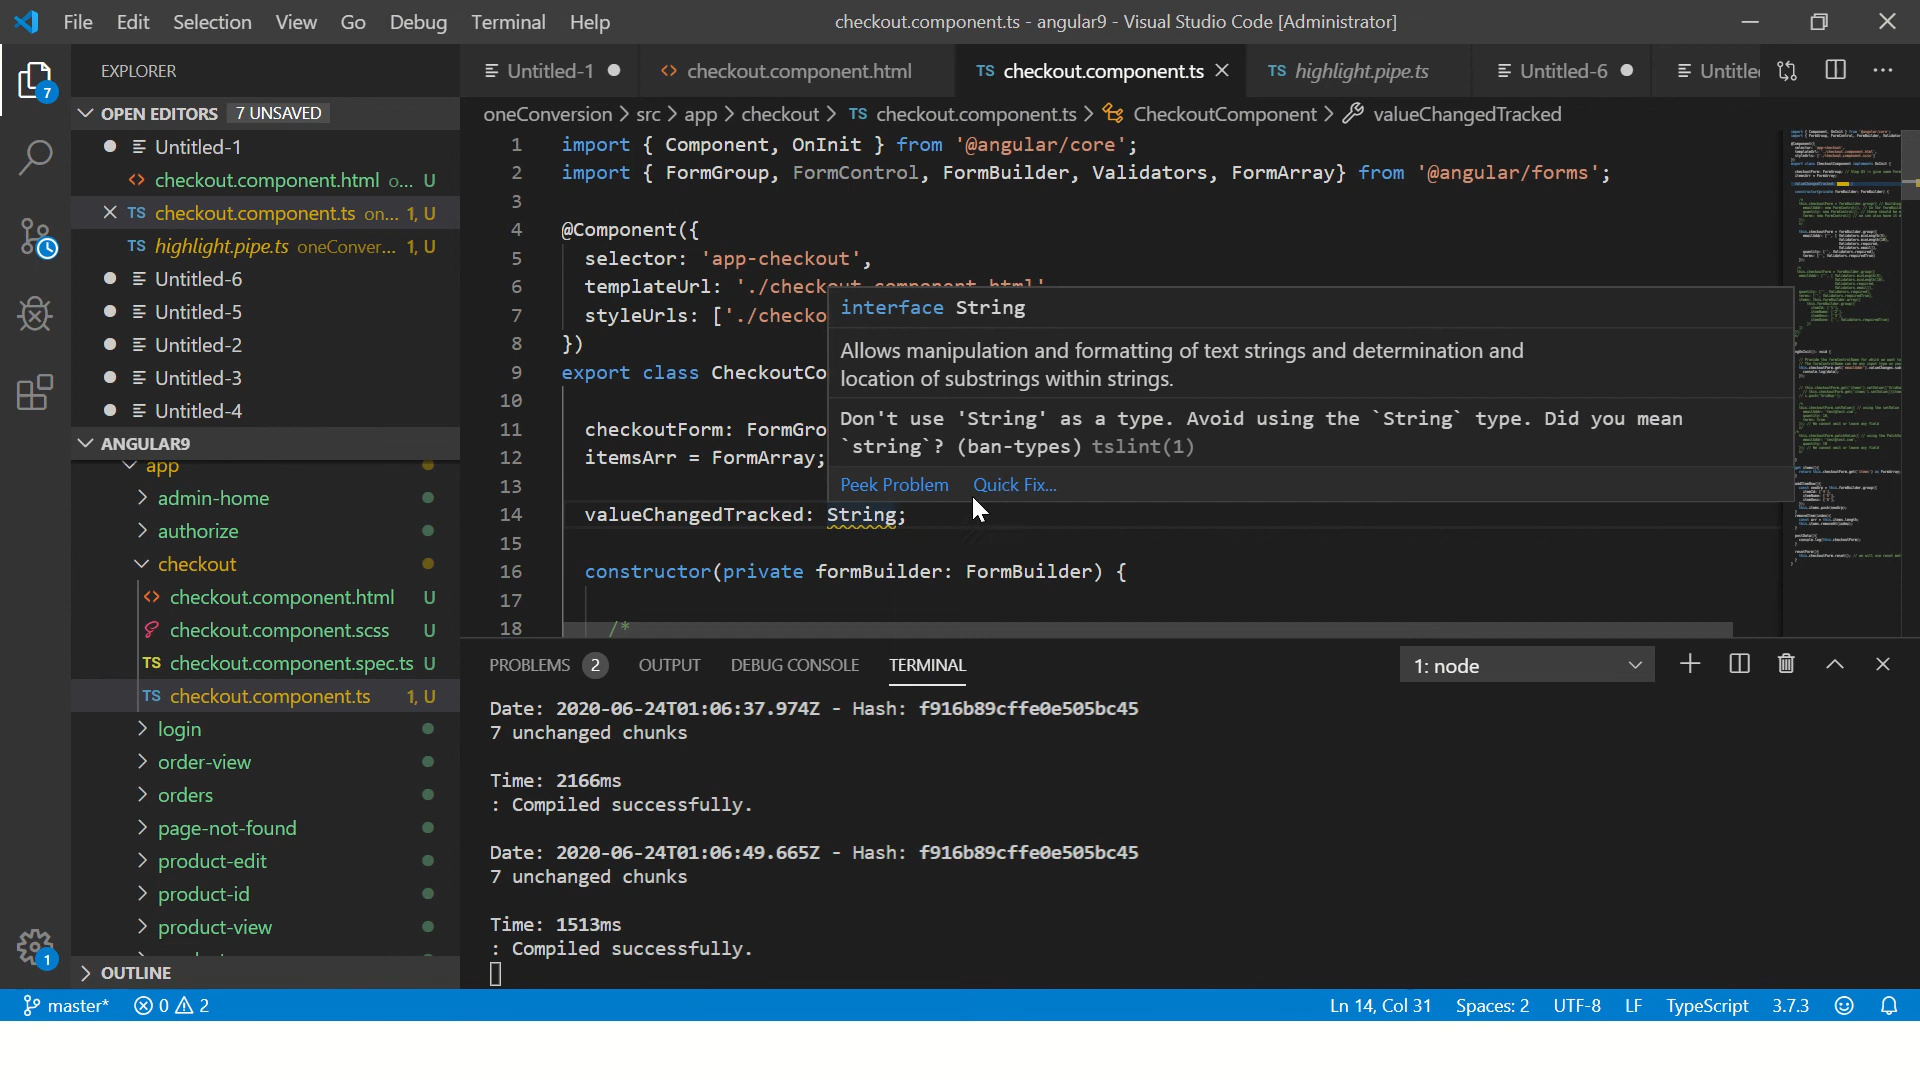 File Edit Selection View Go Debug Terminal Help
checkout.component.ts - angular9 - Visual Studio Code [Administrator]
EXPLORER
Untitled-1
checkout.component.html
TS checkout.component.ts
TS highlight.pipe.ts
Untitled-6
Untitle
7
OPEN EDITORS 7 UNSAVED
Untitled-1
checkout.component.html o... U
TS checkout.component.ts on... 1, U
TS highlight.pipe.ts oneConver... 1, U
Untitled-6
Untitled-5
Untitled-2
Untitled-3
Untitled-4
ANGULAR9
app
admin-home
authorize
checkout
checkout.component.html U
checkout.component.scss U
TS checkout.component.spec.ts U
TS checkout.component.ts 1, U
login
order-view
orders
page-not-found
product-edit
product-id
product-view
OUTLINE
1
oneConversion > src > app > checkout > TS checkout.component.ts > CheckoutComponent > valueChangedTracked
1 import { Component, OnInit } from '@angular/core';
2 import { FormGroup, FormControl, FormBuilder, Validators, FormArray} from '@angular/forms';
3
4 @Component({
5 selector: 'app-checkout',
6 templateUrl: './checkout.component.html',
7 styleUrls: ['./checko
8 })
9 export class CheckoutCo
10
11 checkoutForm: FormGro
12 itemsArr = FormArray;
13
14 valueChangedTracked: String;
15
16 constructor(private formBuilder: FormBuilder) {
17
18 /*
interface String
Allows manipulation and formatting of text strings and determination and
location of substrings within strings.
Don't use 'String' as a type. Avoid using the `String` type. Did you mean
`string`? (ban-types) tslint(1)
Peek Problem Quick Fix...
PROBLEMS 2 OUTPUT DEBUG CONSOLE TERMINAL
1: node
Date: 2020-06-24T01:06:37.974Z - Hash: f916b89cffe0e505bc45
7 unchanged chunks
Time: 2166ms
: Compiled successfully.
Date: 2020-06-24T01:06:49.665Z - Hash: f916b89cffe0e505bc45
7 unchanged chunks
Time: 1513ms
: Compiled successfully.
master* 0 2
Ln 14, Col 31 Spaces: 2 UTF-8 LF TypeScript 3.7.3